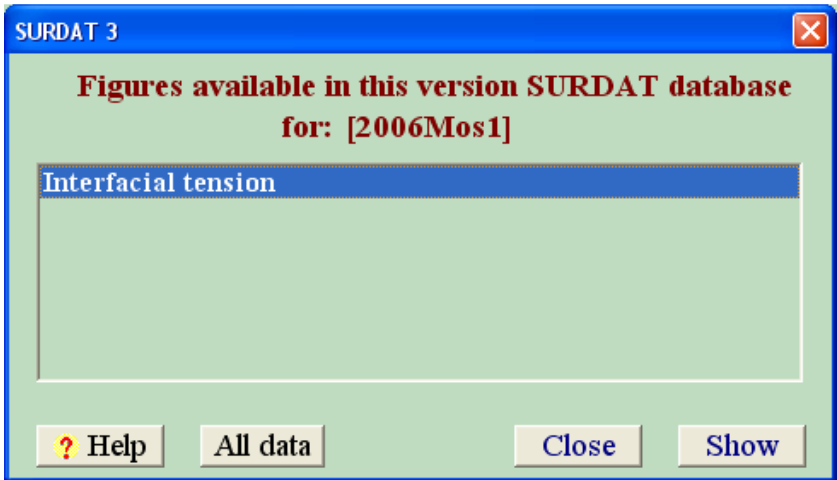 SURDAT 3
Figures available in this version SURDAT database
for: [2006Mos1]
Interfacial tension
? Help
All data
Close
Show